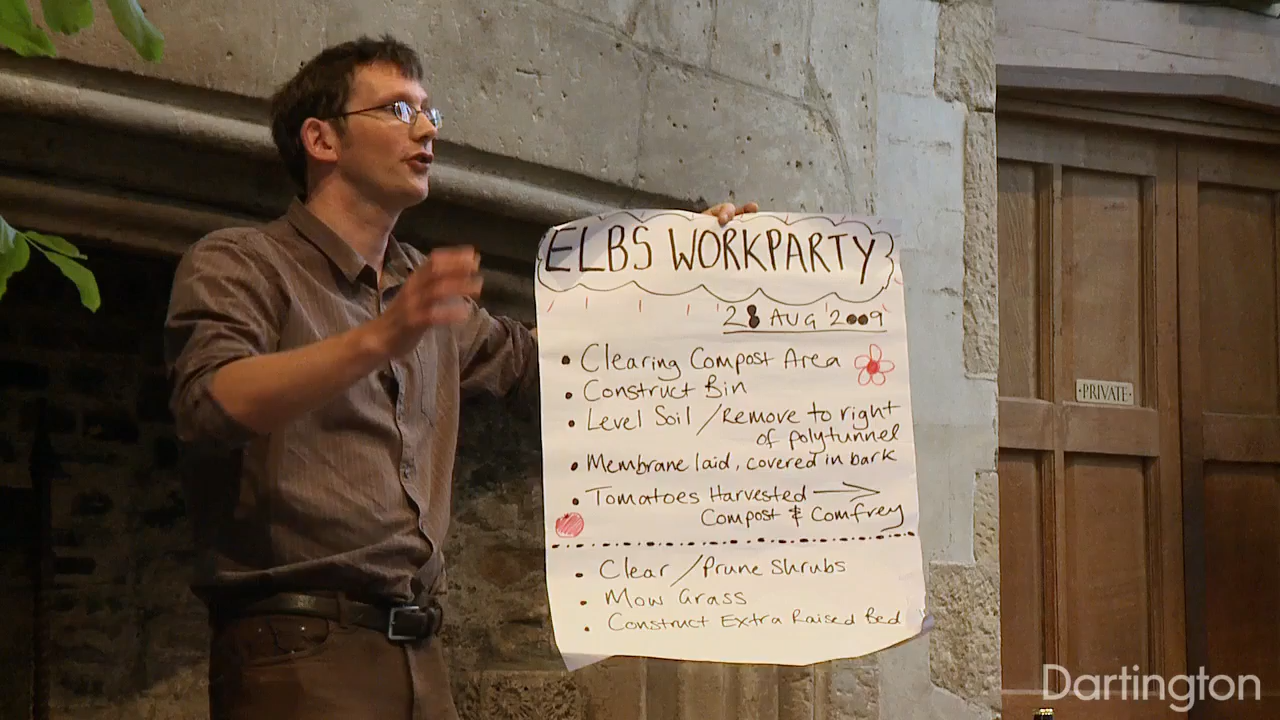 ELBS WORKPARTY
28 AUG 2009
• Clearing Compost Area
• Construct Bin
• Level Soil / Remove to right
of polytunnel
• Membrane laid, covered in bark
• Tomatoes Harvested →
Compost & Comfrey
• Clear / Prune Shrubs
• Mow Grass
• Construct Extra Raised Bed
·PRIVATE·
Dartington